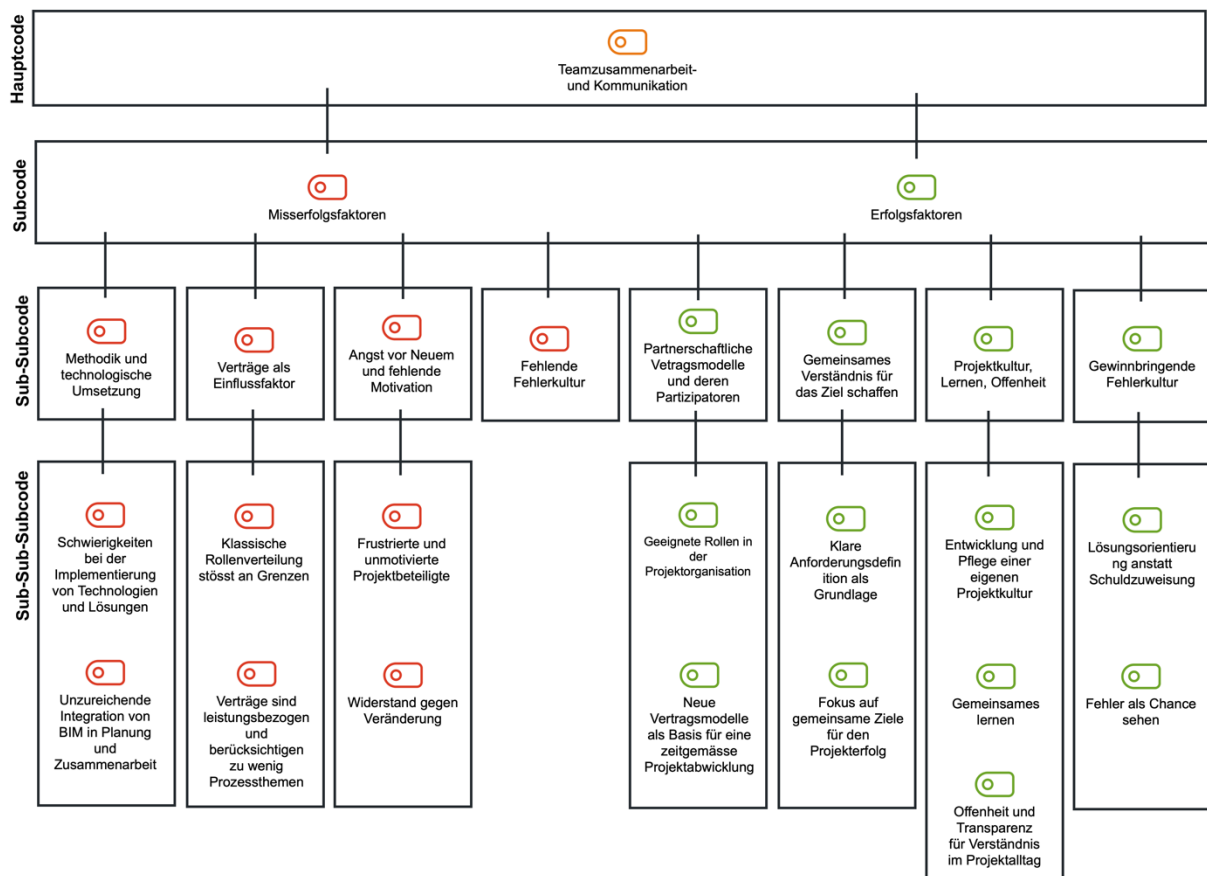 Hauptcode
Teamzusammenarbeit-
und Kommunikation
Subcode
Misserfolgsfaktoren
Erfolgsfaktoren
Sub-Subcode
Methodik und
technologische
Umsetzung
Verträge als
Einflussfaktor
Angst vor Neuem
und fehlende
Motivation
Fehlende
Fehlerkultur
Partnerschaftliche
Vetragsmodelle
und deren
Partizipatoren
Gemeinsames
Verständnis für
das Ziel schaffen
Projektkultur,
Lernen, Offenheit
Gewinnbringende
Fehlerkultur
Sub-Sub-Subcode
Schwierigkeiten
bei der
Implementierung
von Technologien
und Lösungen
Unzureichende
Integration von
BIM in Planung
und
Zusammenarbeit
Klassische
Rollenverteilung
stösst an Grenzen
Verträge sind
leistungsbezogen
und
berücksichtigen
zu wenig
Prozessthemen
Frustrierte und
unmotivierte
Projektbeteiligte
Widerstand gegen
Veränderung
Geeignete Rollen in
der
Projektorganisation
Neue
Vertragsmodelle
als Basis für eine
zeitgemässe
Projektabwicklung
Klare
Anforderungsdefin
ition als
Grundlage
Fokus auf
gemeinsame Ziele
für den
Projekterfolg
Entwicklung und
Pflege einer
eigenen
Projektkultur
Gemeinsames
lernen
Offenheit und
Transparenz
für Verständnis
im Projektalltag
Lösungsorientieru
ng anstatt
Schuldzuweisung
Fehler als Chance
sehen